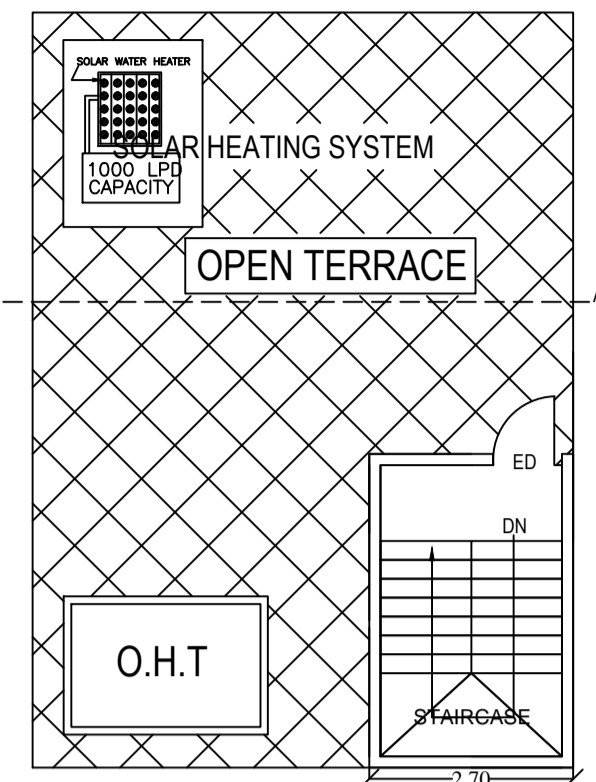 SOLAR WATER HEATER
SOLAR HEATING SYSTEM
1000 LPD
CAPACITY
OPEN TERRACE
ED
DN
O.H.T
STAIRCASE
2.70